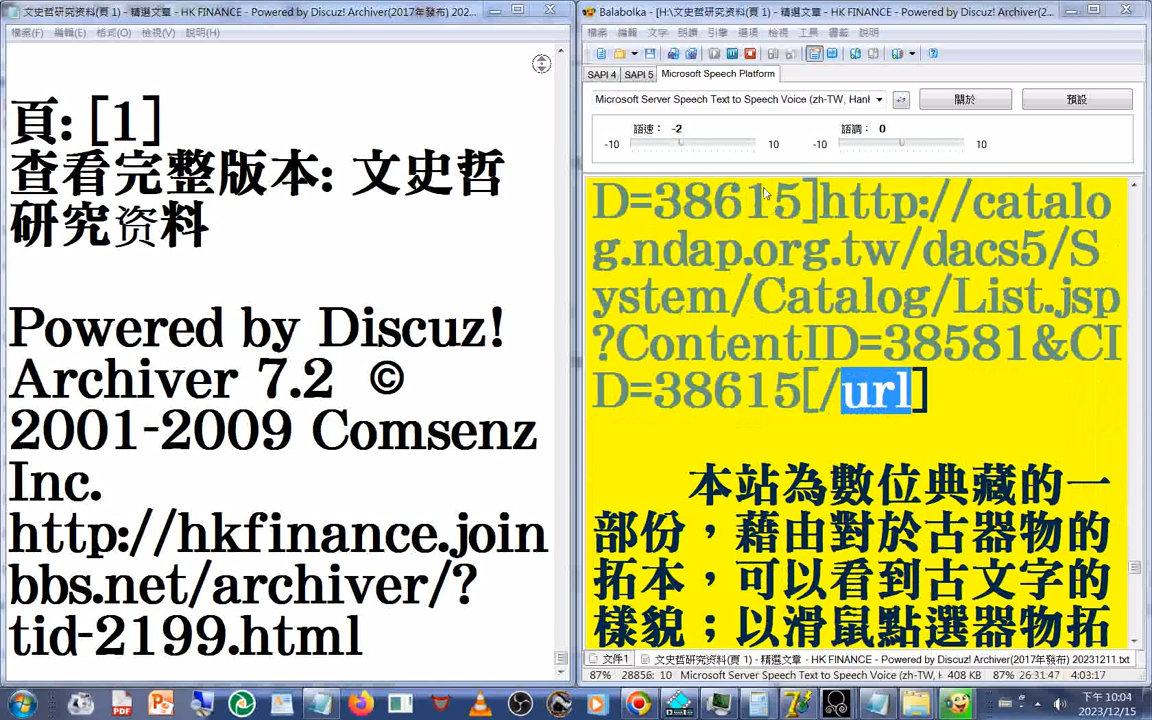 文史哲研究资料(頁 1) - 精選文章 - HK FINANCE - Powered by Discuz! Archiver(2017年發布) 202...
檔案(F) 編輯(E) 格式(O) 檢視(V) 說明(H)
頁: [1]
查看完整版本: 文史哲
研究资料
Powered by Discuz!
Archiver 7.2 ©
2001-2009 Comsenz
Inc.
http://hkfinance.join
bbs.net/archiver/?
tid-2199.html
Balabolka - [H:\文史哲研究资料(頁 1) - 精選文章 - HK FINANCE - Powered by Discuz! Archiver(2...
檔案 編輯 文字 朗讀 引擎 選項 檢視 工具 書籤 說明
SAPI 4 SAPI 5 Microsoft Speech Platform
Microsoft Server Speech Text to Speech Voice (zh-TW, Hanl
關於 預設
語速： -2 語調： 0
-10 10 -10 10
D=38615]http://catalo
g.ndap.org.tw/dacs5/S
ystem/Catalog/List.jsp
?ContentID=38581&CI
D=38615[/url]
本站為數位典藏的一
部份，藉由對於古器物的
拓本，可以看到古文字的
樣貌；以滑鼠點選器物拓
文件1 文史哲研究资料(頁 1) - 精選文章 - HK FINANCE - Powered by Discuz! Archiver(2017年發布) 20231211.txt
87% 28856: 10 Microsoft Server Speech Text to Speech Voice (zh-TW, HanHan) 408 KB 87% 26:31:47 4:03:17
PDF
下午 10:04
2023/12/15